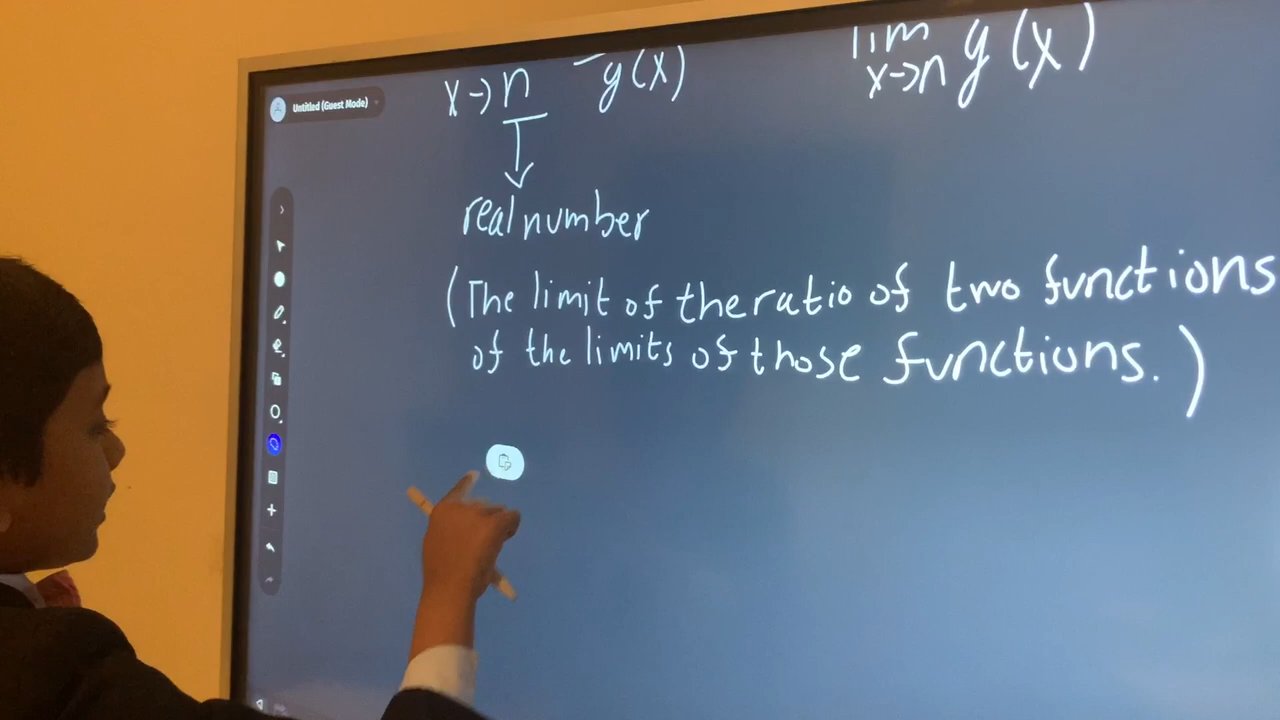 Untitled (Guest Mode)
x→n g(x)
lim g(x)
x→n
real number
(The limit of the ratio of two functions
of the limits of those functions.)